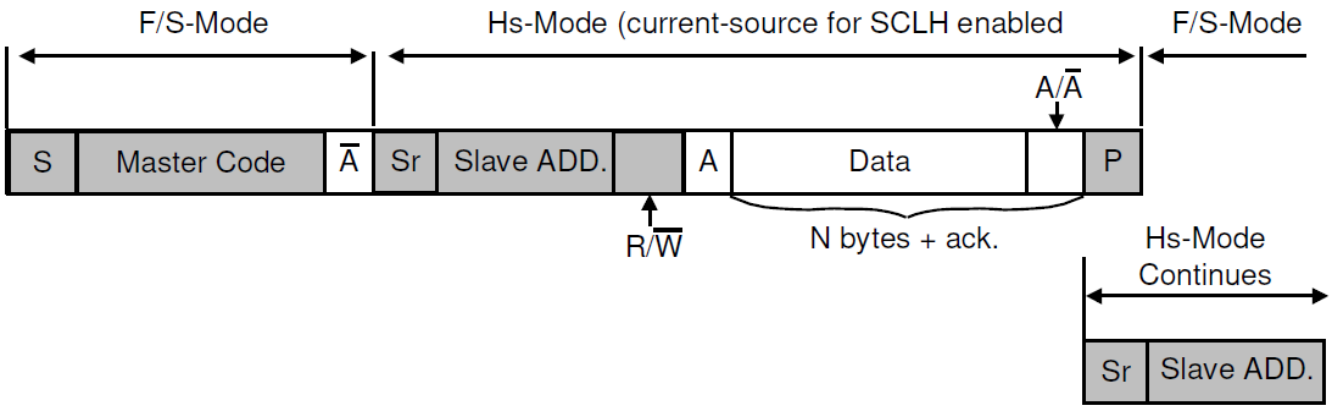 F/S-Mode Hs-Mode (current-source for SCLH enabled F/S-Mode
A/A̅
S Master Code A̅ Sr Slave ADD. A Data P
R/W̅ N bytes + ack.
Hs-Mode
Continues
Sr Slave ADD.